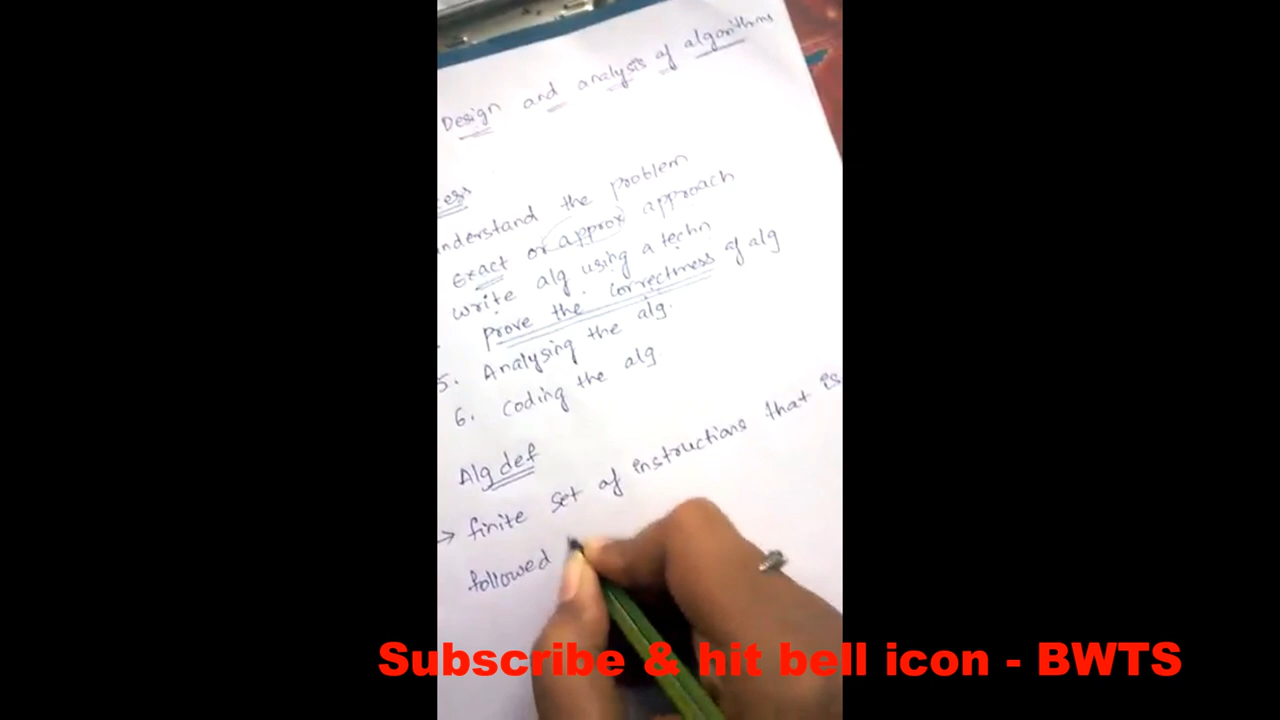 Design and analysis of algorithms
understand the problem
Exact or approx approach
write alg using a techn
prove the correctness of alg
5. Analysing the alg.
6. Coding the alg.
Alg def
→ finite set of instructions that is
followed
Subscribe & hit bell icon - BWTS